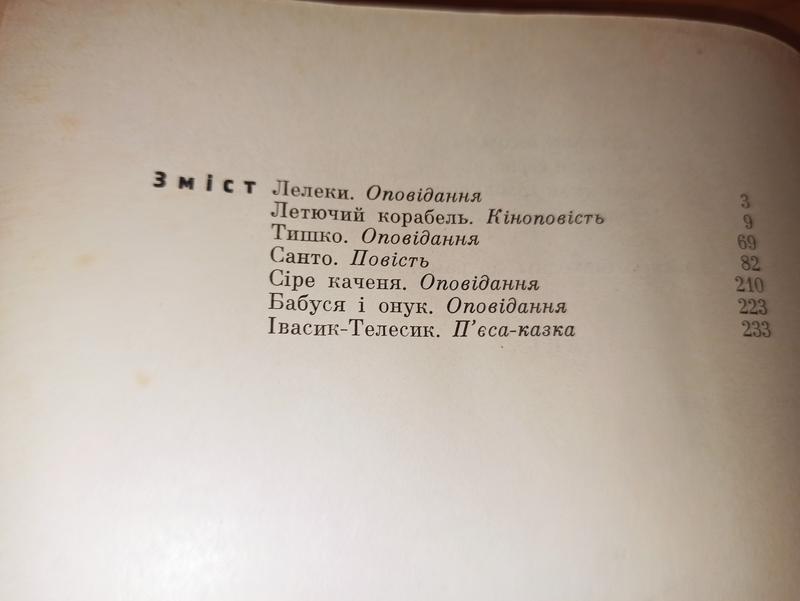 Зміст Лелеки. Оповідання 3
Летючий корабель. Кіноповість 9
Тишко. Оповідання 69
Санто. Повість 82
Сіре каченя. Оповідання 210
Бабуся і онук. Оповідання 223
Івасик-Телесик. П'єса-казка 233